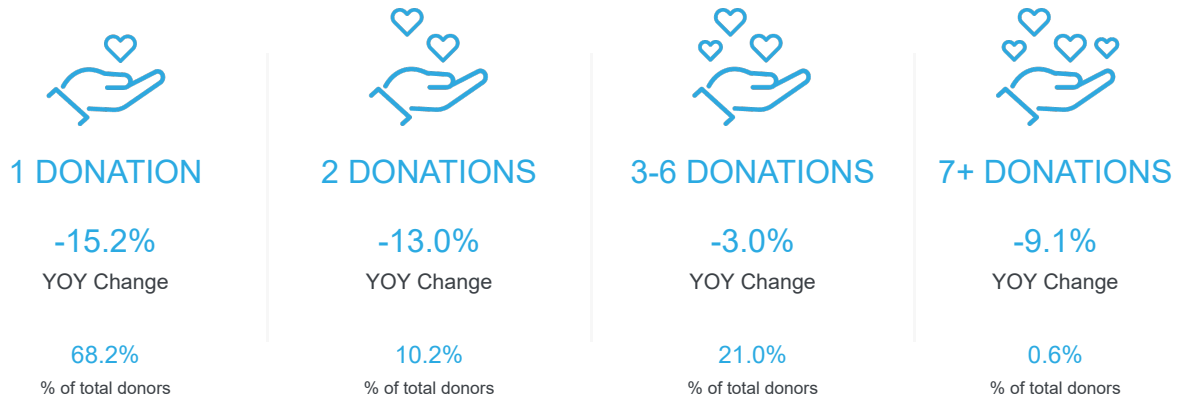 1 DONATION
-15.2%
YOY Change
68.2%
% of total donors
2 DONATIONS
-13.0%
YOY Change
10.2%
% of total donors
3-6 DONATIONS
-3.0%
YOY Change
21.0%
% of total donors
7+ DONATIONS
-9.1%
YOY Change
0.6%
% of total donors